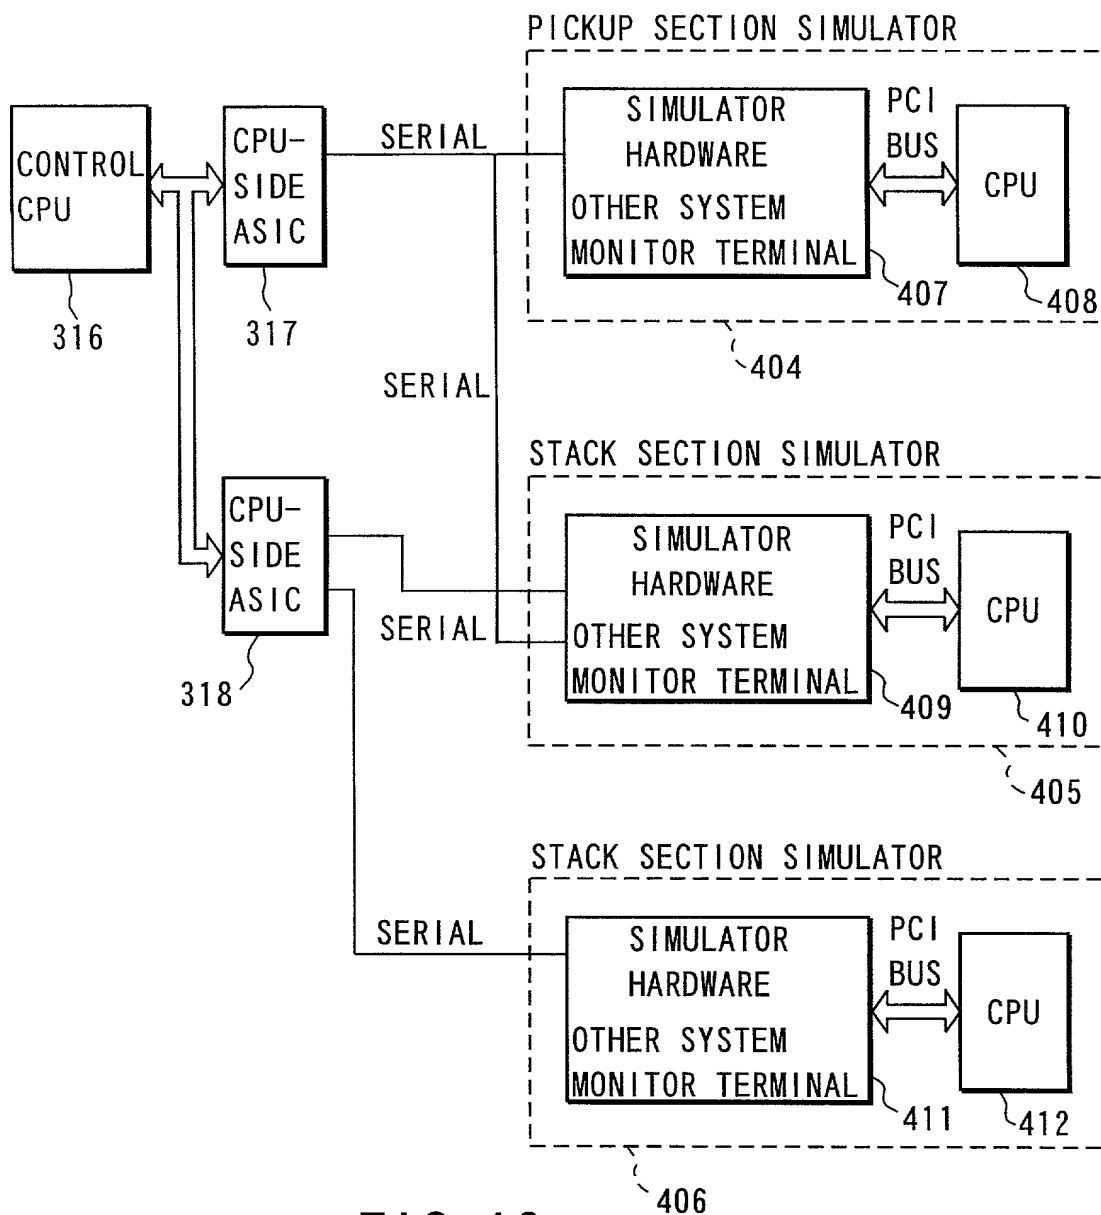 PICKUP SECTION SIMULATOR
CONTROL
CPU
316
CPU-
SIDE
ASIC
317
SERIAL
SIMULATOR
HARDWARE
OTHER SYSTEM
MONITOR TERMINAL
407
PCI
BUS
CPU
408
404
SERIAL
STACK SECTION SIMULATOR
CPU-
SIDE
ASIC
318
SERIAL
SIMULATOR
HARDWARE
OTHER SYSTEM
MONITOR TERMINAL
409
PCI
BUS
CPU
410
405
STACK SECTION SIMULATOR
SERIAL
SIMULATOR
HARDWARE
OTHER SYSTEM
MONITOR TERMINAL
411
PCI
BUS
CPU
412
406